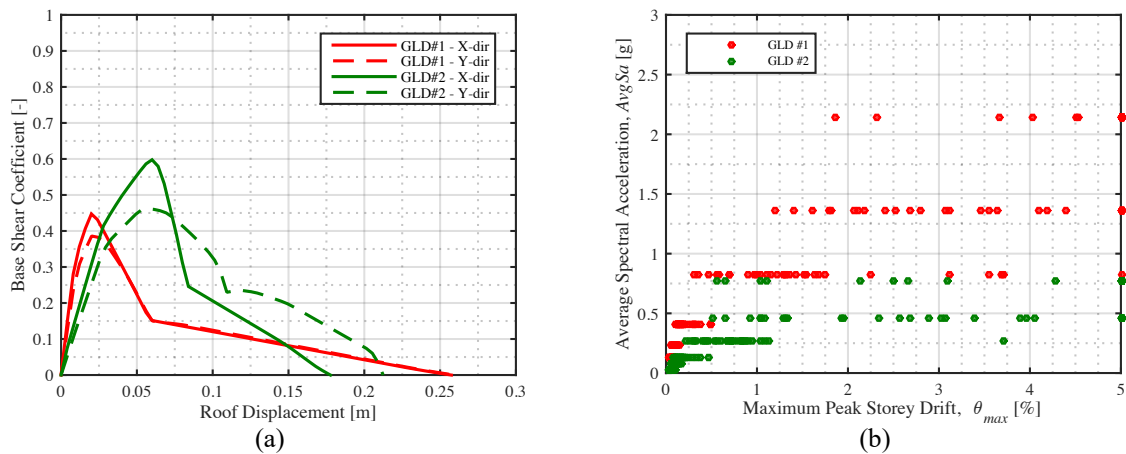 Base Shear Coefficient [-]
1
0.9
0.8
0.7
0.6
0.5
0.4
0.3
0.2
0.1
0
GLD#1 - X-dir
GLD#1 - Y-dir
GLD#2 - X-dir
GLD#2 - Y-dir
0 0.05 0.1 0.15 0.2 0.25 0.3
Roof Displacement [m]
(a)
Average Spectral Acceleration, AvgSa [g]
3
2.5
2
1.5
1
0.5
0
GLD #1
GLD #2
0 1 2 3 4 5
Maximum Peak Storey Drift, θmax [%]
(b)